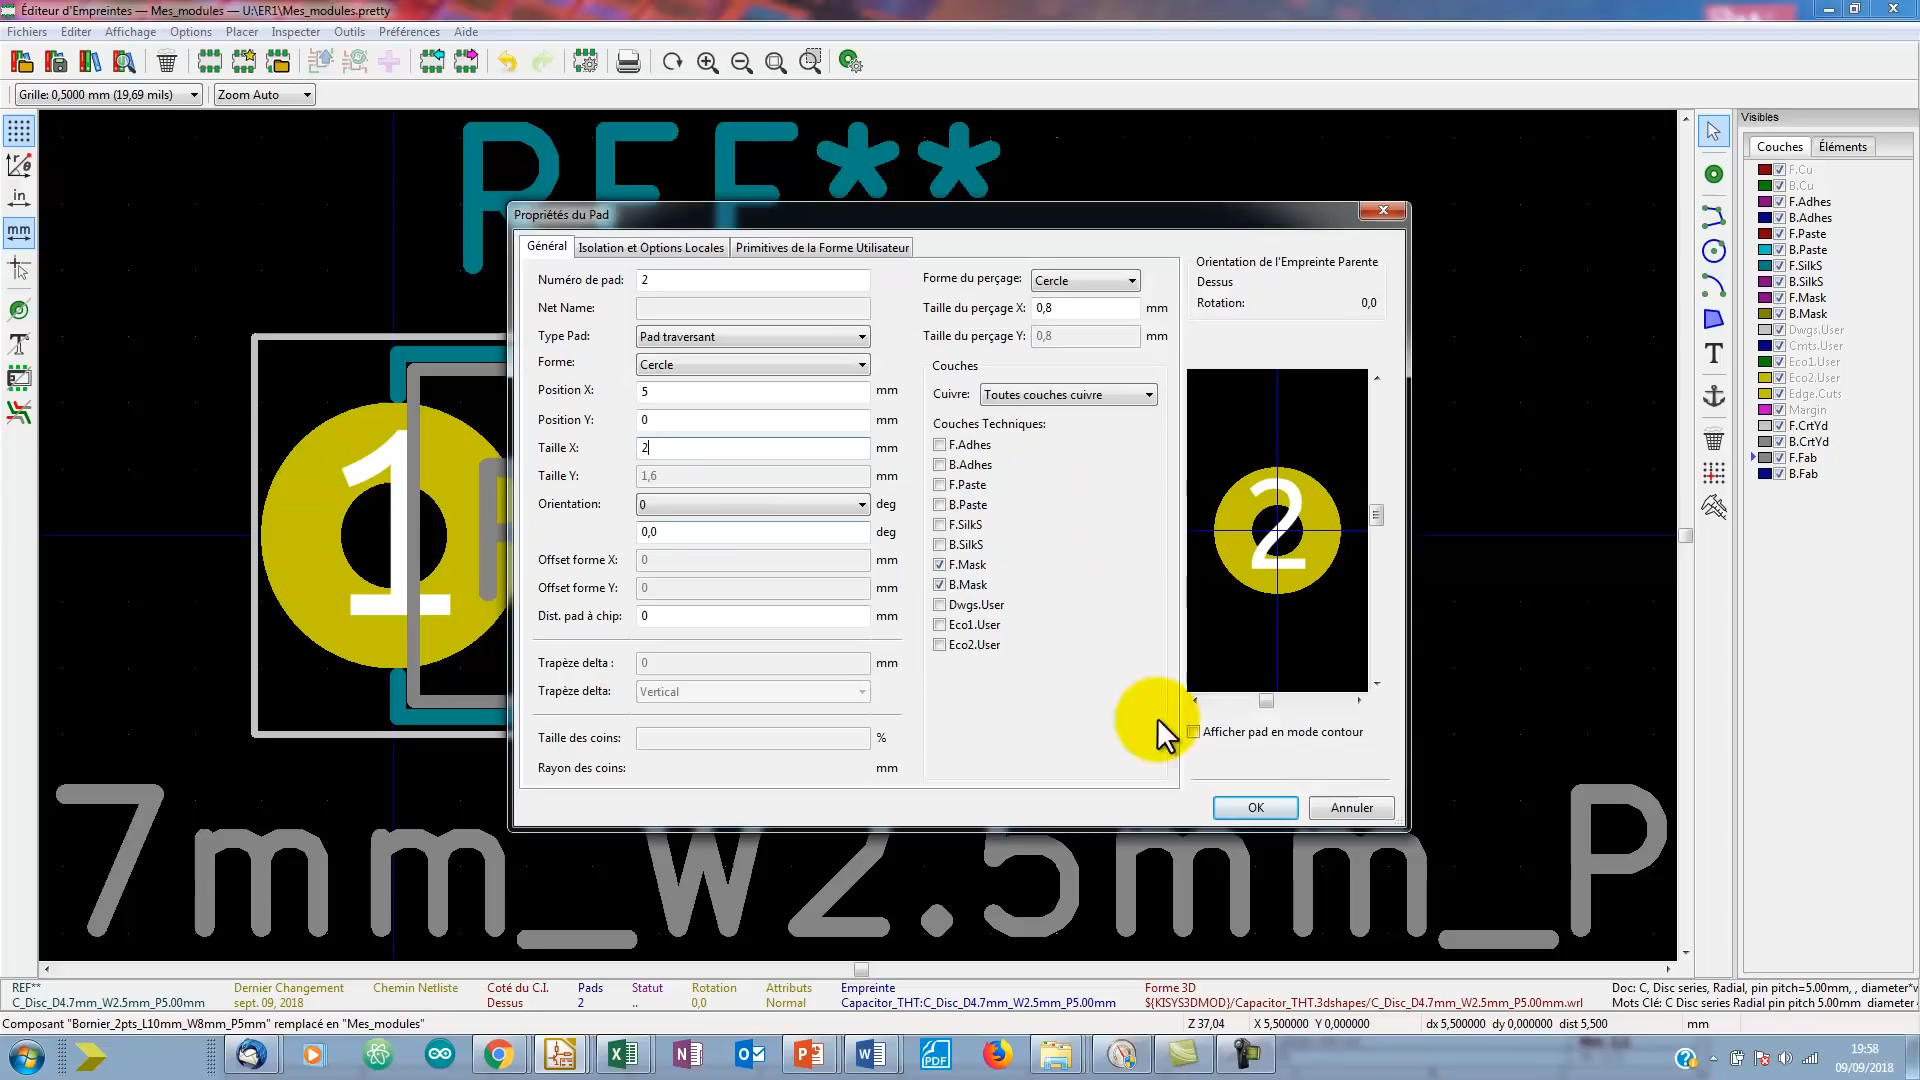 Éditeur d'Empreintes — Mes_modules — U:\ER1\Mes_modules.pretty
Fichiers Editer Affichage Options Placer Inspecter Outils Préférences Aide
Grille: 0,5000 mm (19,69 mils) Zoom Auto
Visibles
Couches Éléments
F.Cu
B.Cu
F.Adhes
B.Adhes
F.Paste
B.Paste
F.SilkS
B.SilkS
F.Mask
B.Mask
Dwgs.User
Cmts.User
Eco1.User
Eco2.User
Edge.Cuts
Margin
F.CrtYd
B.CrtYd
F.Fab
B.Fab
in
mm
REF**
1
Propriétés du Pad
Général Isolation et Options Locales Primitives de la Forme Utilisateur
Numéro de pad: 2
Net Name:
Type Pad: Pad traversant
Forme: Cercle
Position X: 5 mm
Position Y: 0 mm
Taille X: 2 mm
Taille Y: 1,6 mm
Orientation: 0 deg
0,0 deg
Offset forme X: 0 mm
Offset forme Y: 0 mm
Dist. pad à chip: 0 mm
Trapèze delta : 0 mm
Trapèze delta: Vertical
Taille des coins: %
Rayon des coins: mm
Forme du perçage: Cercle
Taille du perçage X: 0,8 mm
Taille du perçage Y: 0,8 mm
Couches
Cuivre: Toutes couches cuivre
Couches Techniques:
F.Adhes
B.Adhes
F.Paste
B.Paste
F.SilkS
B.SilkS
F.Mask
B.Mask
Dwgs.User
Eco1.User
Eco2.User
Orientation de l'Empreinte Parente
Dessus
Rotation: 0,0
2
Afficher pad en mode contour
OK Annuler
7mm_W2.5mm_P
REF** Dernier Changement Chemin Netliste Coté du C.I. Pads Statut Rotation Attributs Empreinte Forme 3D Doc: C, Disc series, Radial, pin pitch=5.00mm, , diameter*v
C_Disc_D4.7mm_W2.5mm_P5.00mm sept. 09, 2018 Dessus 2 .. 0,0 Normal Capacitor_THT:C_Disc_D4.7mm_W2.5mm_P5.00mm ${KISYS3DMOD}/Capacitor_THT.3dshapes/C_Disc_D4.7mm_W2.5mm_P5.00mm.wrl Mots Clé: C Disc series Radial pin pitch 5.00mm diameter
Composant "Bornier_2pts_L10mm_W8mm_P5mm" remplacé en "Mes_modules" Z 37,04 X 5,500000 Y 0,000000 dx 5,500000 dy 0,000000 dist 5,500 mm
PDF
19:58
09/09/2018